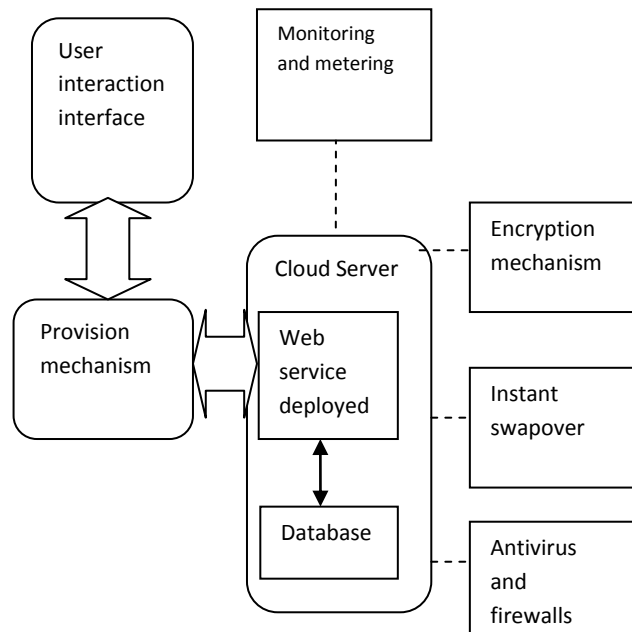 User
interaction
interface
Monitoring
and metering
Cloud Server
Encryption
mechanism
Provision
mechanism
Web
service
deployed
Instant
swapover
Database
Antivirus
and
firewalls